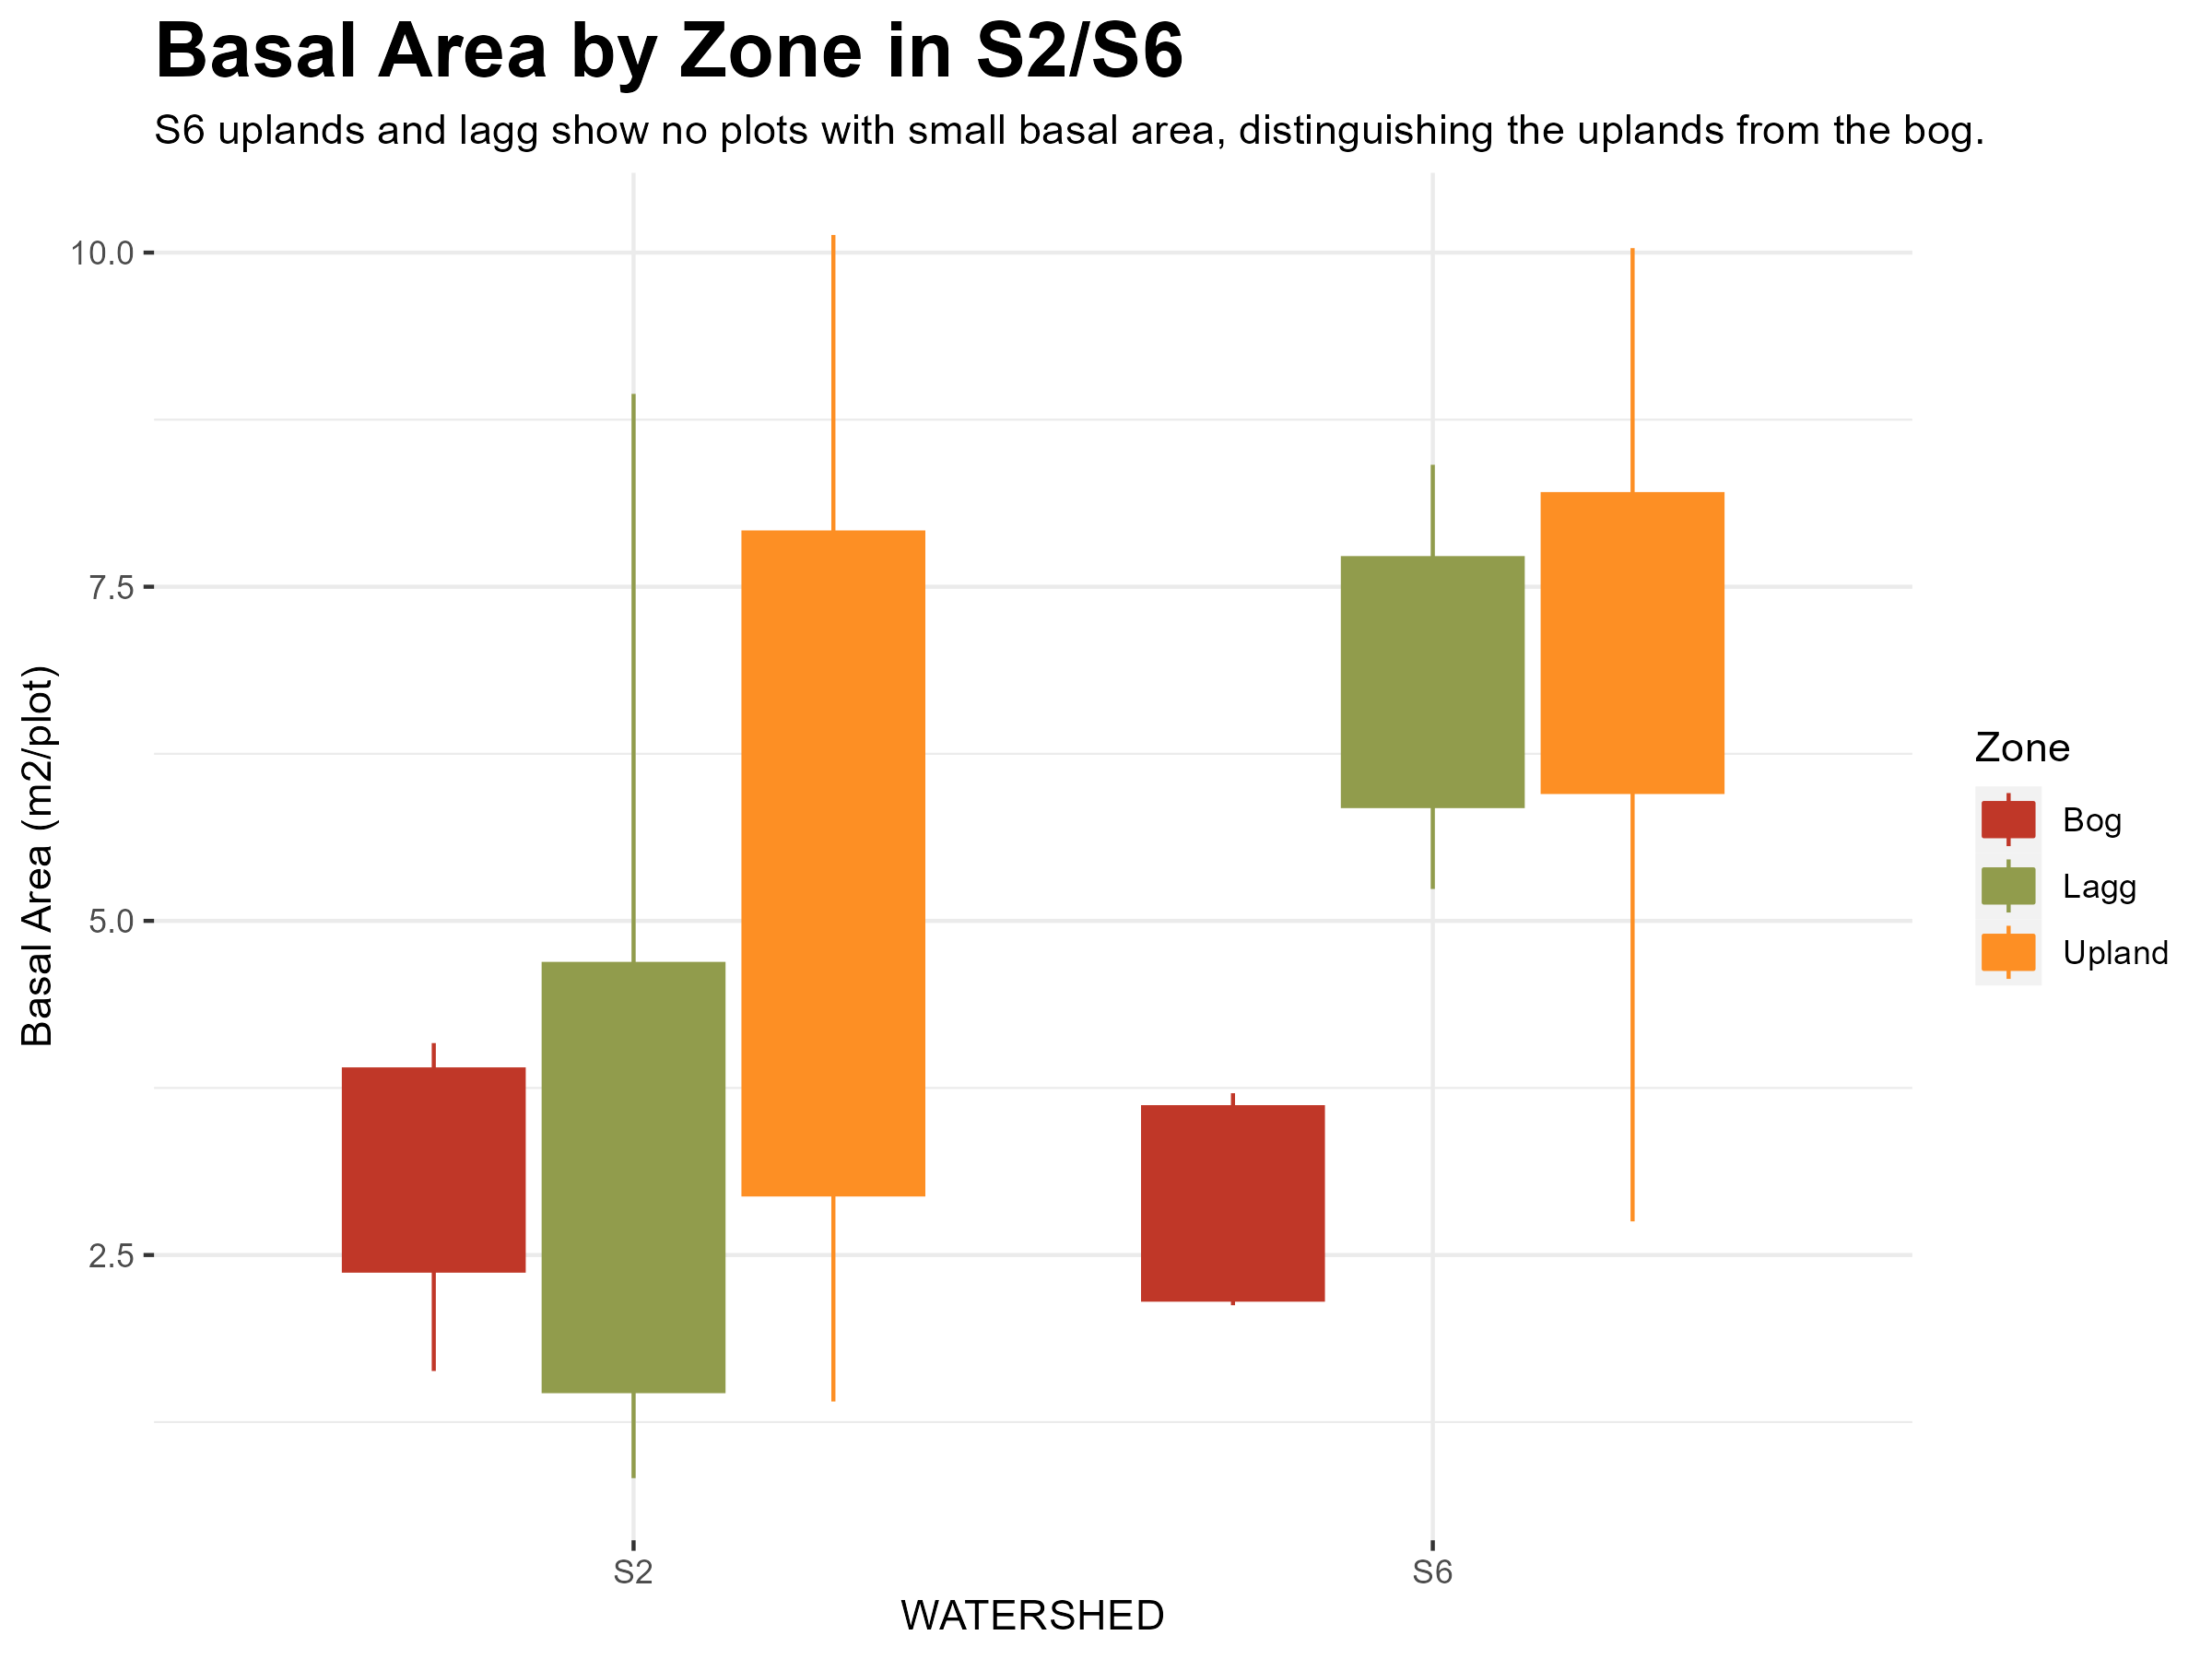 Basal Area by Zone in S2/S6
S6 uplands and lagg show no plots with small basal area, distinguishing the uplands from the bog.
10.0
7.5
5.0
2.5
Basal Area (m2/plot)
S2
S6
WATERSHED
Zone
Bog
Lagg
Upland